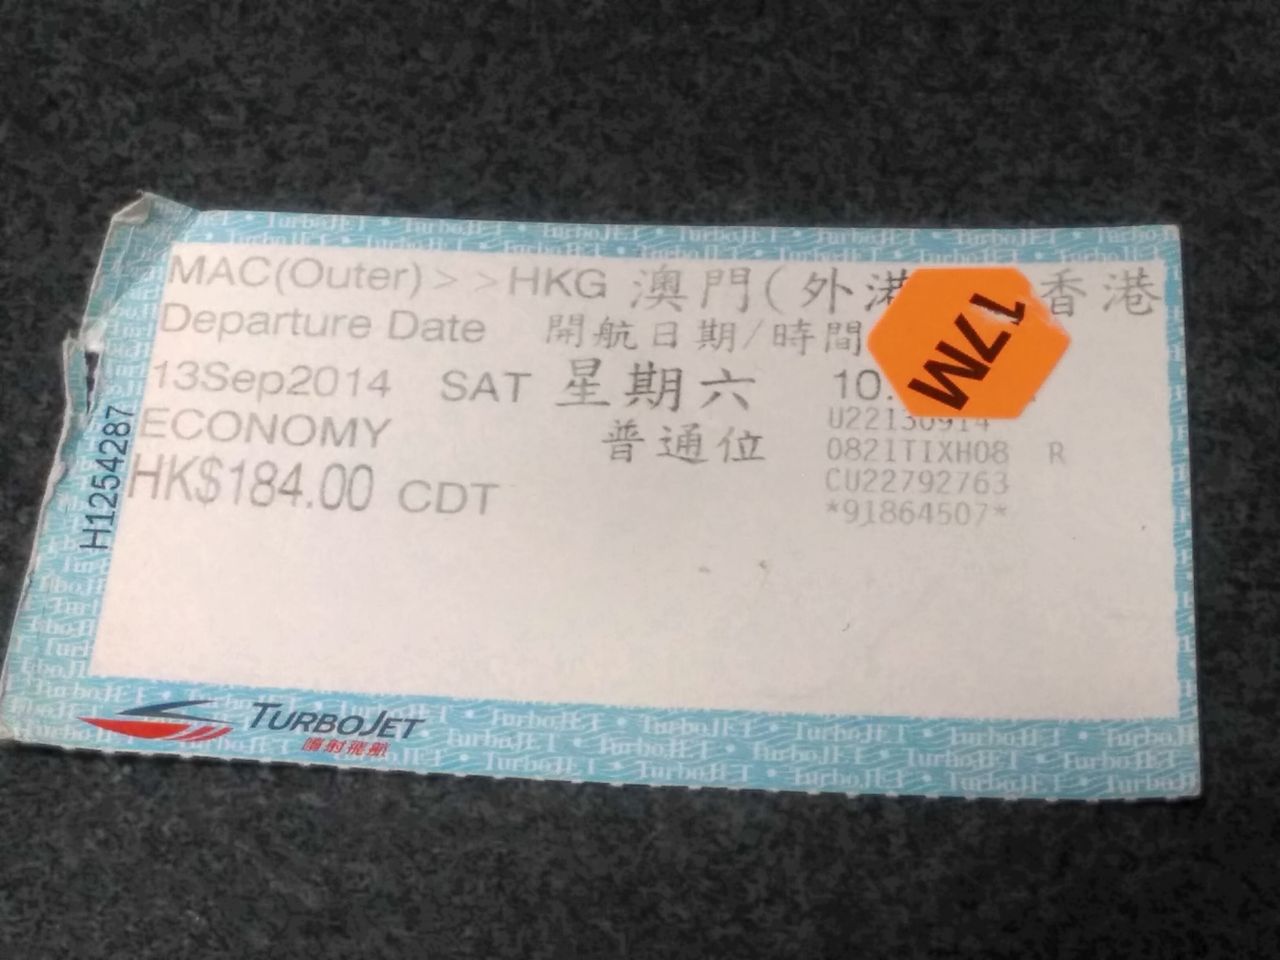 MAC(Outer)>>HKG 澳門(外港 香港
Departure Date 開航日期/時間
17M
13Sep2014 SAT 星期六 10.
U22130914
ECONOMY 普通位 0821TIXH08 R
HK$184.00 CDT CU22792763
*91864507*
H1254287
TURBOJET
噴射飛航